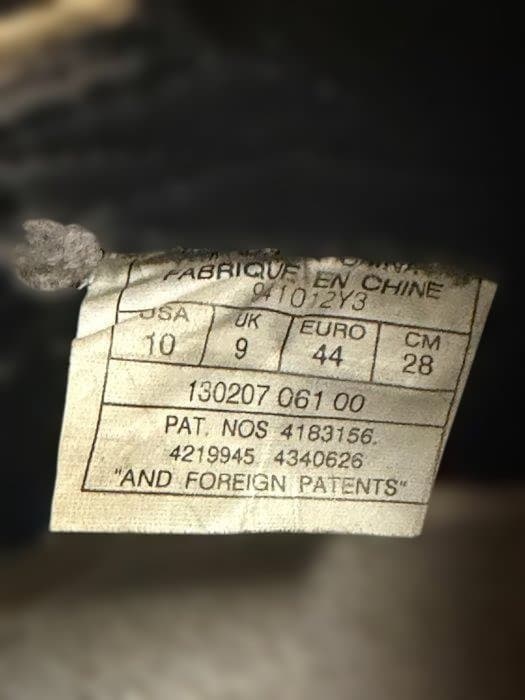 FABRIQUE EN CHINE
941012Y3
USA UK EURO CM
10 9 44 28
130207 061 00
PAT. NOS 4183156.
4219945 4340626
"AND FOREIGN PATENTS"